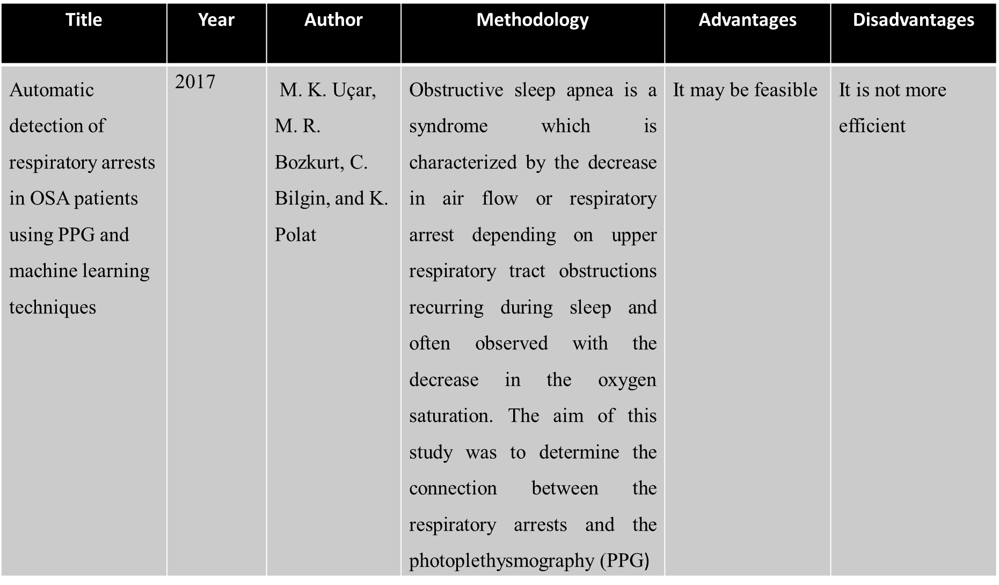 Title
Year
Author
Methodology
Advantages
Disadvantages
Automatic
detection of
respiratory arrests
in OSA patients
using PPG and
machine learning
techniques
2017
M. K. Uçar,
M. R.
Bozkurt, C.
Bilgin, and K.
Polat
Obstructive sleep apnea is a
syndrome which is
characterized by the decrease
in air flow or respiratory
arrest depending on upper
respiratory tract obstructions
recurring during sleep and
often observed with the
decrease in the oxygen
saturation. The aim of this
study was to determine the
connection between the
respiratory arrests and the
photoplethysmography (PPG)
It may be feasible
It is not more
efficient